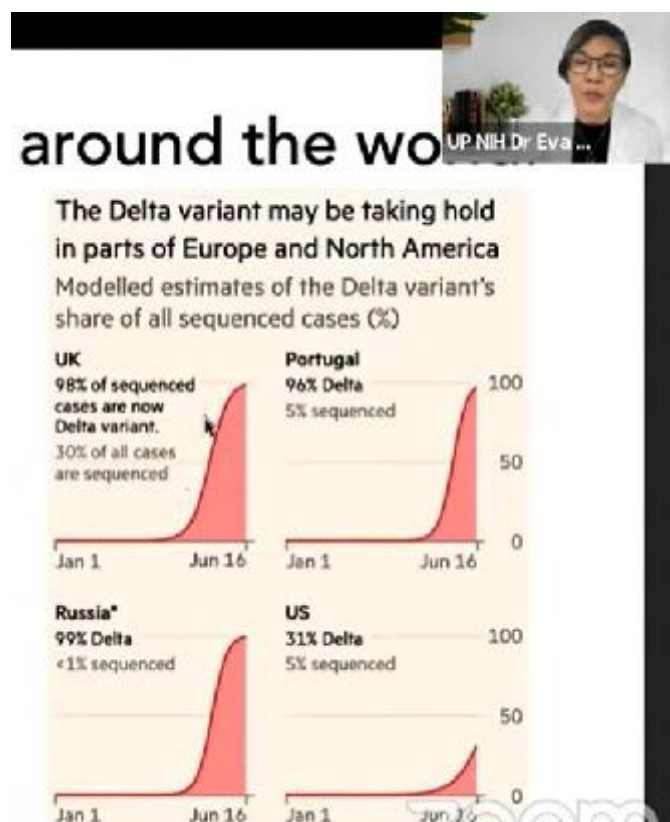 around the wo
UP NIH Dr Eva ...
The Delta variant may be taking hold
in parts of Europe and North America
Modelled estimates of the Delta variant's
share of all sequenced cases (%)
UK
98% of sequenced
cases are now
Delta variant.
30% of all cases
are sequenced
Jan 1
Jun 16
Portugal
96% Delta
5% sequenced
100
50
0
Jan 1
Jun 16
Russia*
99% Delta
<1% sequenced
Jan 1
Jun 16
US
31% Delta
5% sequenced
100
50
0
Jan 1
Jun 16
zoom